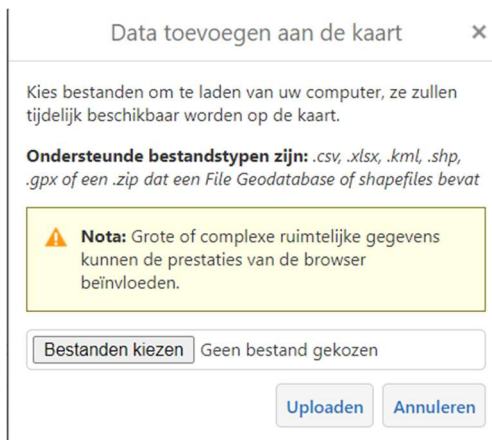 Data toevoegen aan de kaart ×
Kies bestanden om te laden van uw computer, ze zullen
tijdelijk beschikbaar worden op de kaart.
Ondersteunde bestandstypen zijn: .csv, .xlsx, .kml, .shp,
.gpx of een .zip dat een File Geodatabase of shapefiles bevat
Nota: Grote of complexe ruimtelijke gegevens
kunnen de prestaties van de browser
beïnvloeden.
Bestanden kiezen Geen bestand gekozen
Uploaden Annuleren